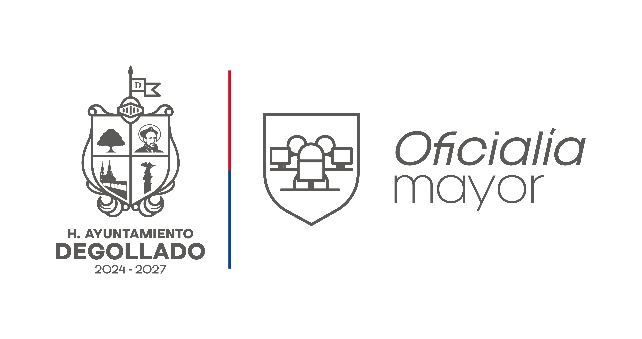 D
H. AYUNTAMIENTO
DEGOLLADO
2024 - 2027
Oficialía
mayor